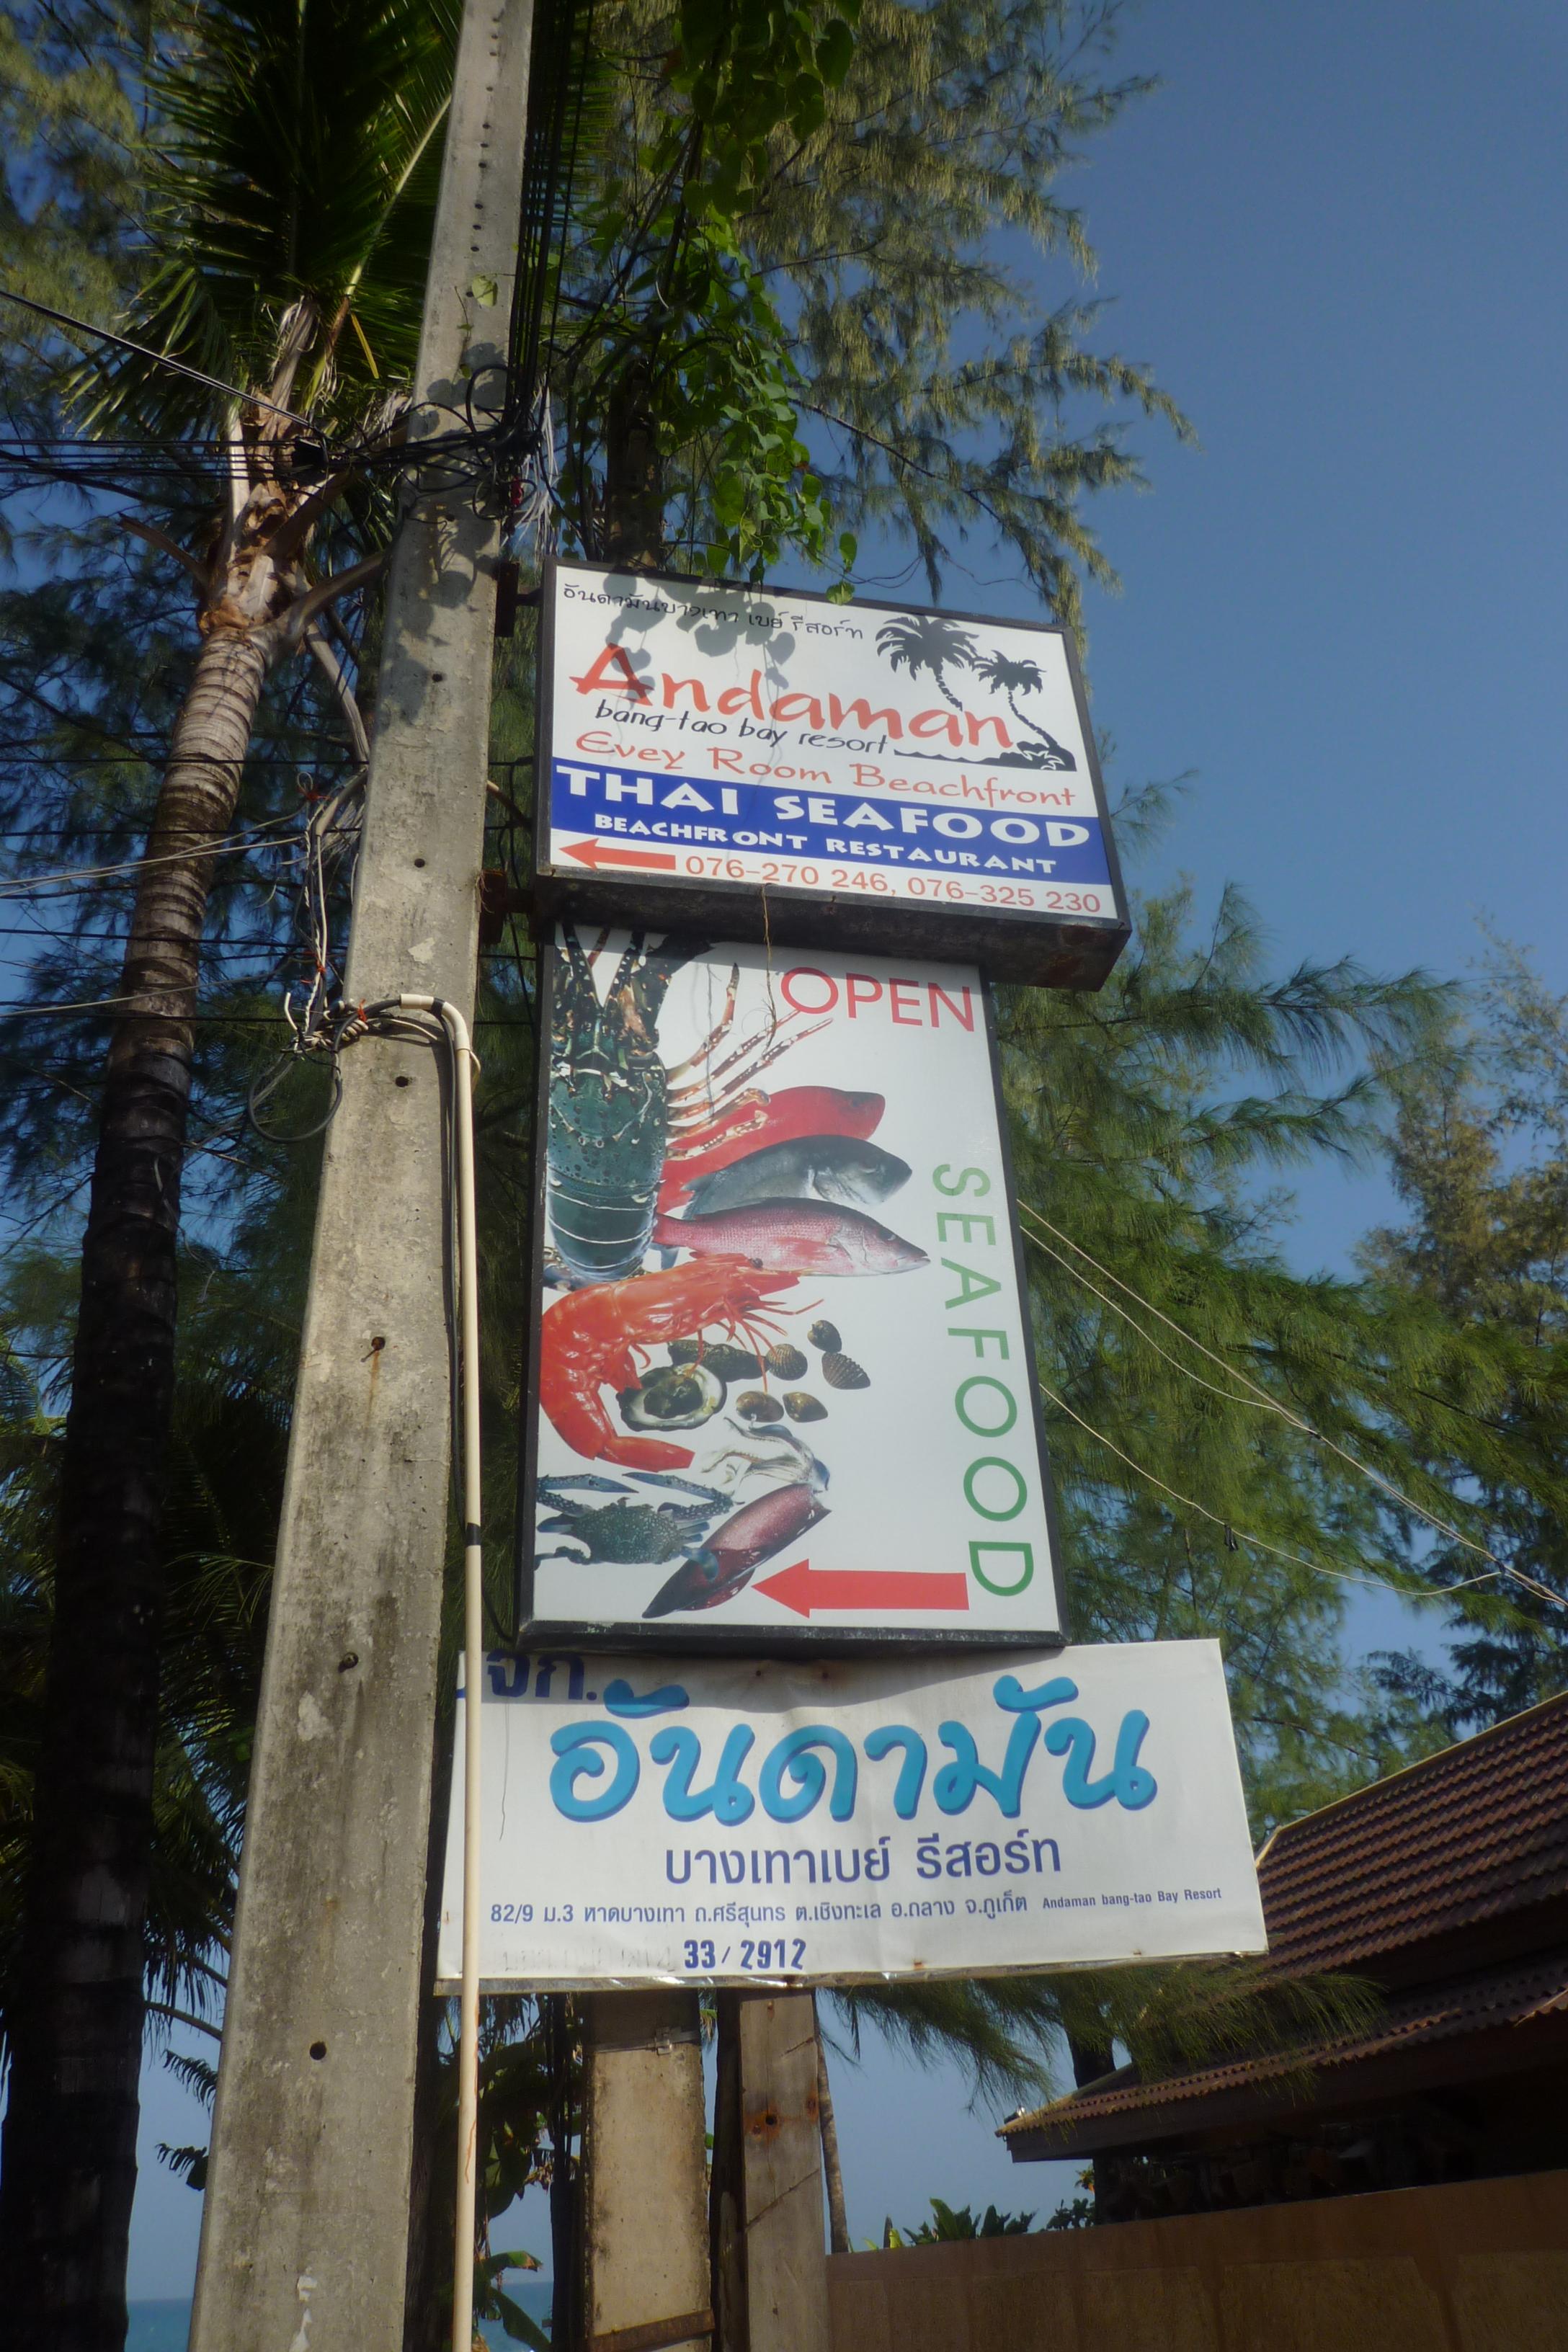 อันดามันบางเทา เบย์ รีสอร์ท
Andaman
bang-tao bay resort
Evey Room Beachfront
THAI SEAFOOD
BEACHFRONT RESTAURANT
076-270 246, 076-325 230
OPEN
SEAFOOD
จก.
อันดามัน
บางเทาเบย์ รีสอร์ท
82/9 ม.3 หาดบางเทา ถ.ศรีสุนทร ต.เชิงทะเล อ.ถลาง จ.ภูเก็ต Andaman bang-tao Bay Resort
33/2912